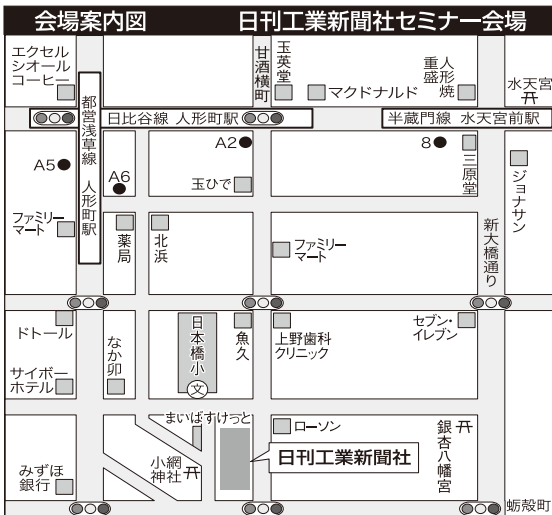 会場案内図
日刊工業新聞社セミナー会場
エクセル
シオール
コーヒー
都営浅草線 人形町駅
日比谷線 人形町駅
甘酒横町
玉英堂
マクドナルド
人形焼
重盛
水天宮
半蔵門線 水天宮前駅
A5
A6
A2
8
玉ひで
三原堂
ジョナサン
ファミリー
マート
薬局
北浜
ファミリー
マート
新大橋通り
ドトール
サイボー
ホテル
なか卯
日本橋小
文
魚久
上野歯科
クリニック
セブン・
イレブン
まいばすけっと
ローソン
銀杏八幡宮
日刊工業新聞社
小網
神社
みずほ
銀行
蛎殻町